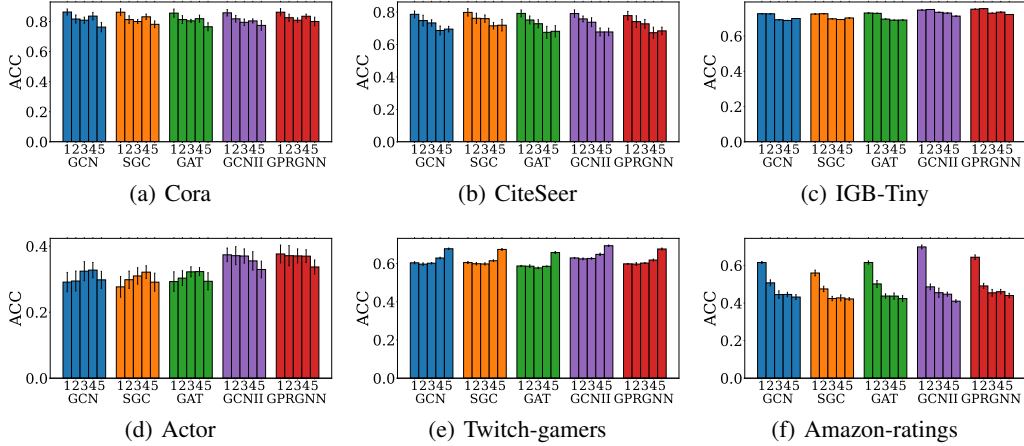 ACC
0.8
0.6
0.4
0.2
0.0
12345 12345 12345 12345 12345
GCN SGC GAT GCNII GPRGNN
(a) Cora
ACC
0.8
0.6
0.4
0.2
0.0
12345 12345 12345 12345 12345
GCN SGC GAT GCNII GPRGNN
(b) CiteSeer
ACC
0.6
0.4
0.2
0.0
12345 12345 12345 12345 12345
GCN SGC GAT GCNII GPRGNN
(c) IGB-Tiny
ACC
0.4
0.2
0.0
12345 12345 12345 12345 12345
GCN SGC GAT GCNII GPRGNN
(d) Actor
ACC
0.6
0.4
0.2
0.0
12345 12345 12345 12345 12345
GCN SGC GAT GCNII GPRGNN
(e) Twitch-gamers
ACC
0.6
0.4
0.2
0.0
12345 12345 12345 12345 12345
GCN SGC GAT GCNII GPRGNN
(f) Amazon-ratings